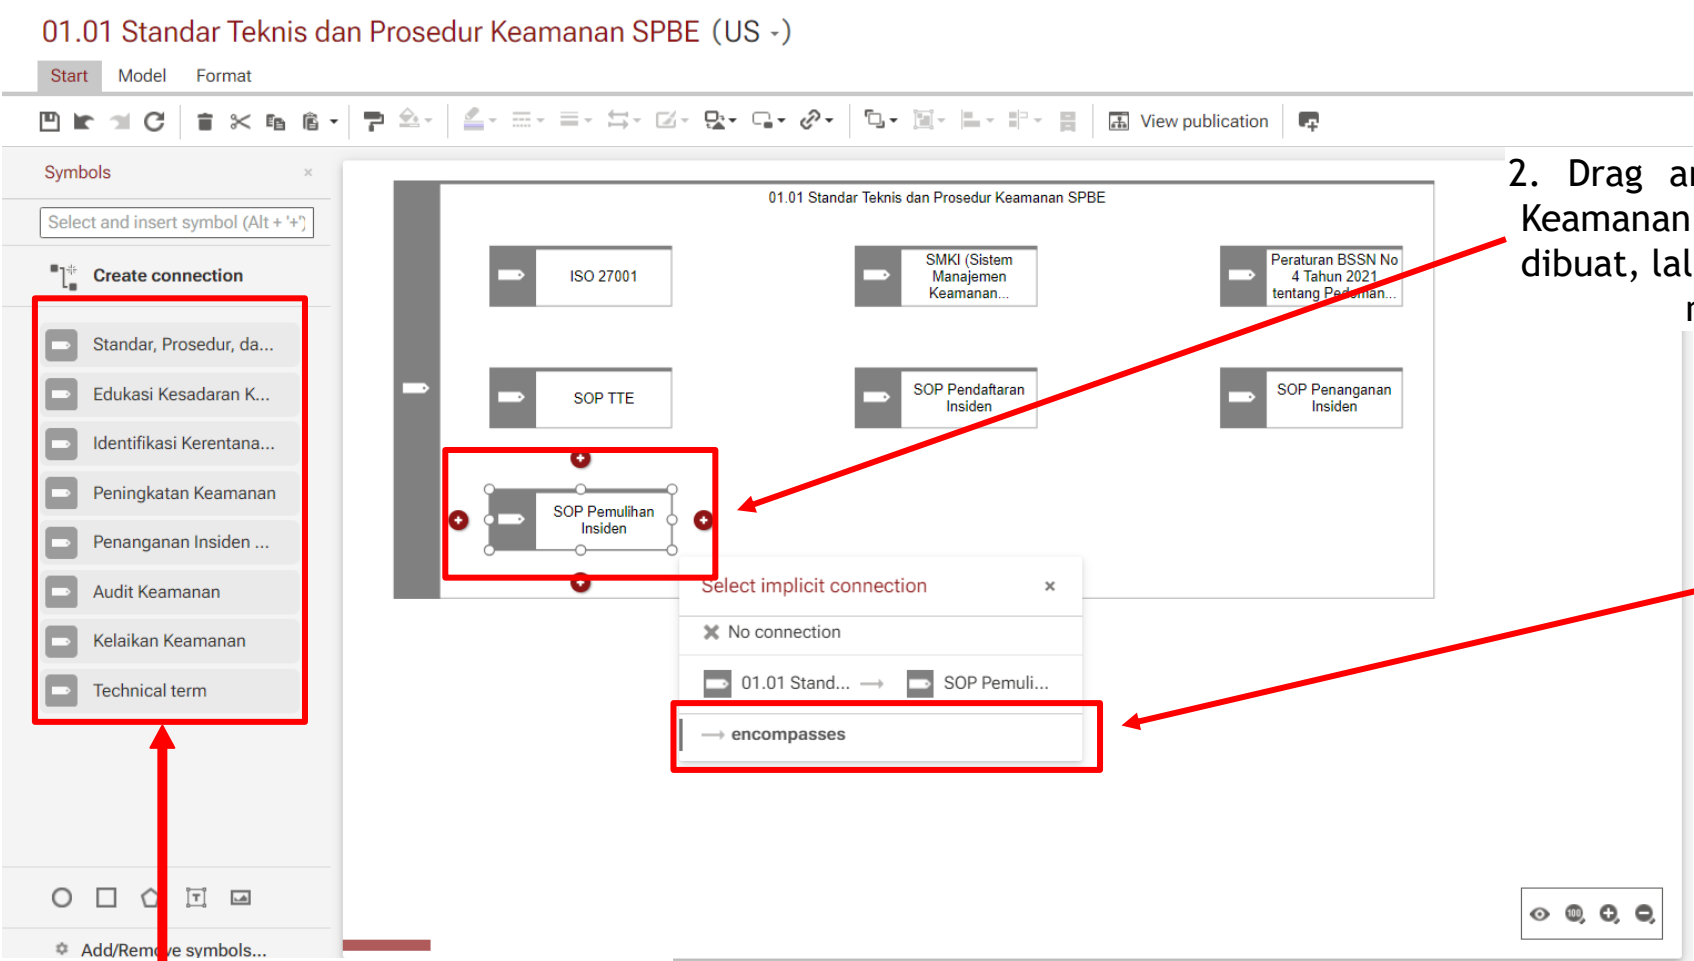 01.01 Standar Teknis dan Prosedur Keamanan SPBE (US -)
Start Model Format
View publication
Symbols
Select and insert symbol (Alt + '+')
Create connection
Standar, Prosedur, da...
Edukasi Kesadaran K...
Identifikasi Kerentana...
Peningkatan Keamanan
Penanganan Insiden ...
Audit Keamanan
Kelaikan Keamanan
Technical term
Add/Remove symbols...
01.01 Standar Teknis dan Prosedur Keamanan SPBE
ISO 27001
SMKI (Sistem
Manajemen
Keamanan...
Peraturan BSSN No
4 Tahun 2021
tentang Pedoman...
SOP TTE
SOP Pendaftaran
Insiden
SOP Penanganan
Insiden
SOP Pemulihan
Insiden
Select implicit connection
No connection
01.01 Stand... → SOP Pemuli...
→ encompasses
2. Drag
Keamanan
dibuat,
100